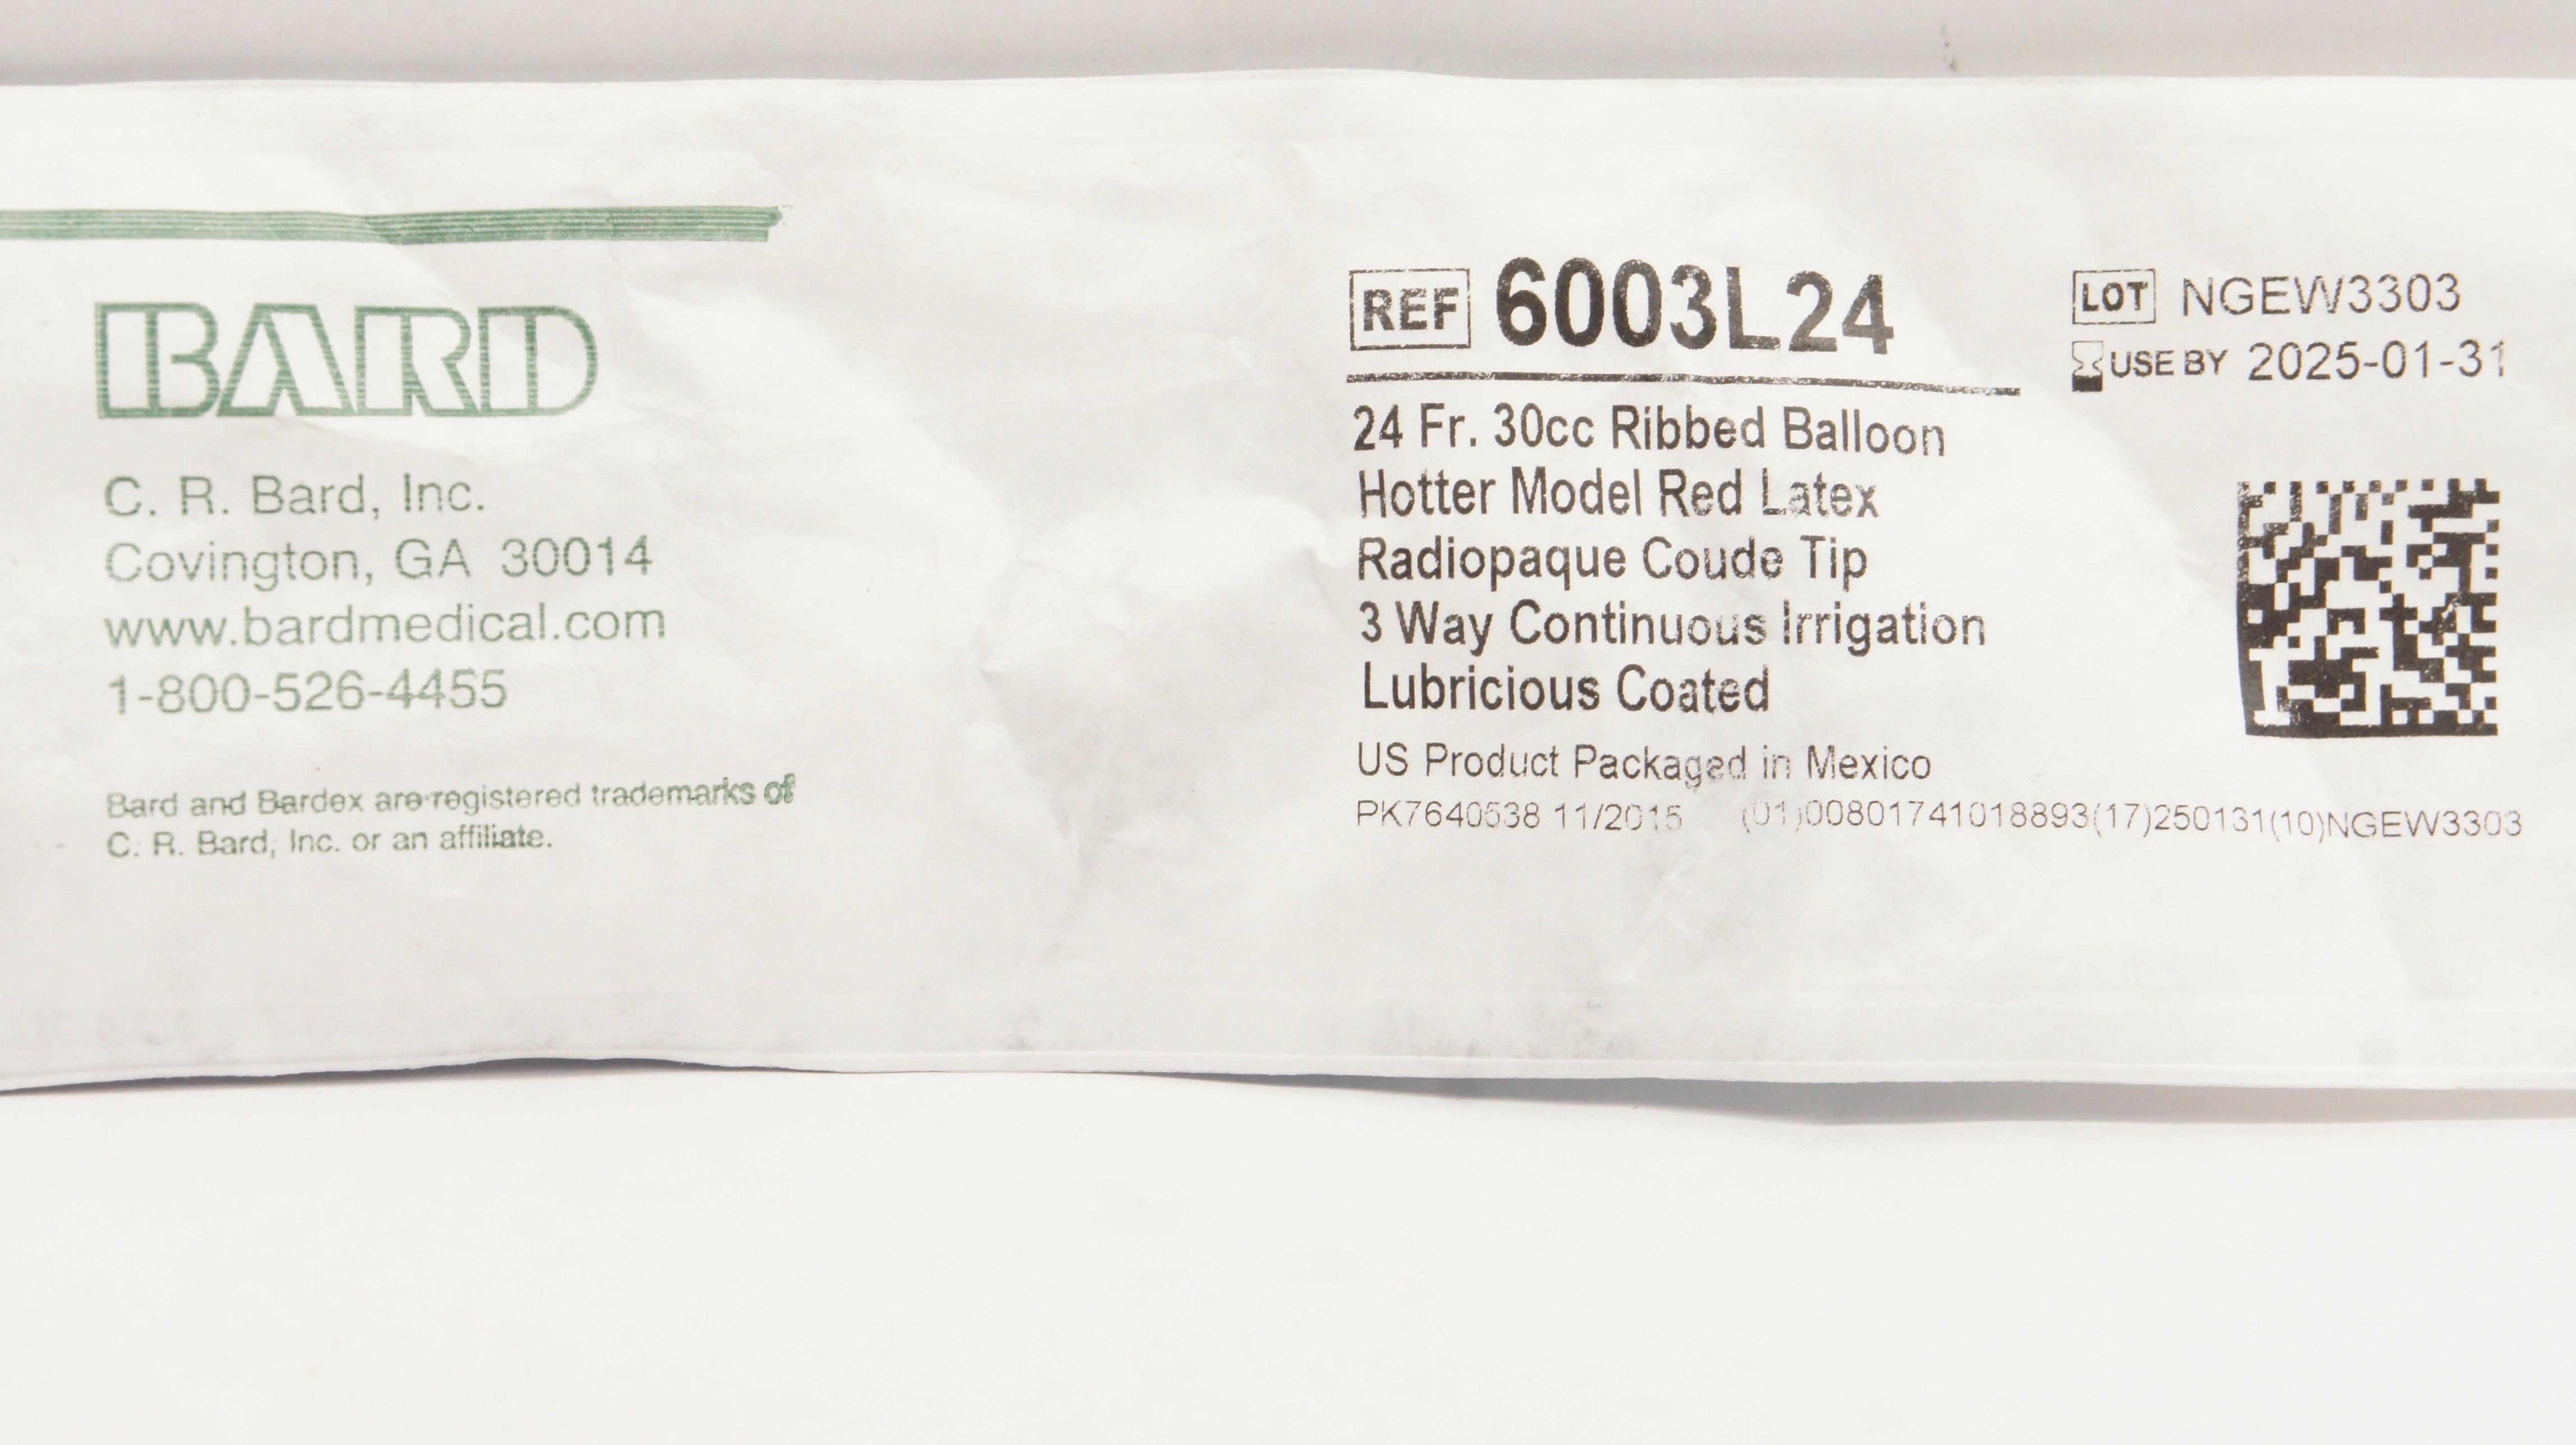 BARD
C. R. Bard, Inc.
Covington, GA 30014
www.bardmedical.com
1-800-526-4455
Bard and Bardex are registered trademarks of
C. R. Bard, Inc. or an affiliate.
REF 6003L24
24 Fr. 30cc Ribbed Balloon
Hotter Model Red Latex
Radiopaque Coude Tip
3 Way Continuous Irrigation
Lubricious Coated
US Product Packaged in Mexico
PK7640538 11/2015 (01)00801741018893(17)250131(10)NGEW3303
LOT NGEW3303
USE BY 2025-01-31